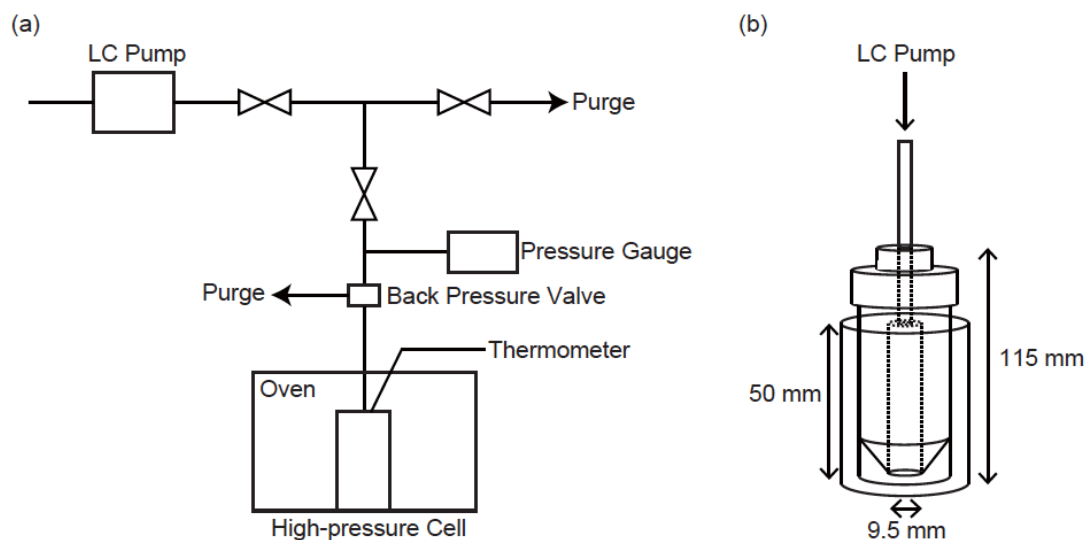 (a)
LC Pump
Purge
Pressure Gauge
Purge
Back Pressure Valve
Thermometer
Oven
High-pressure Cell
(b)
LC Pump
50 mm
115 mm
9.5 mm